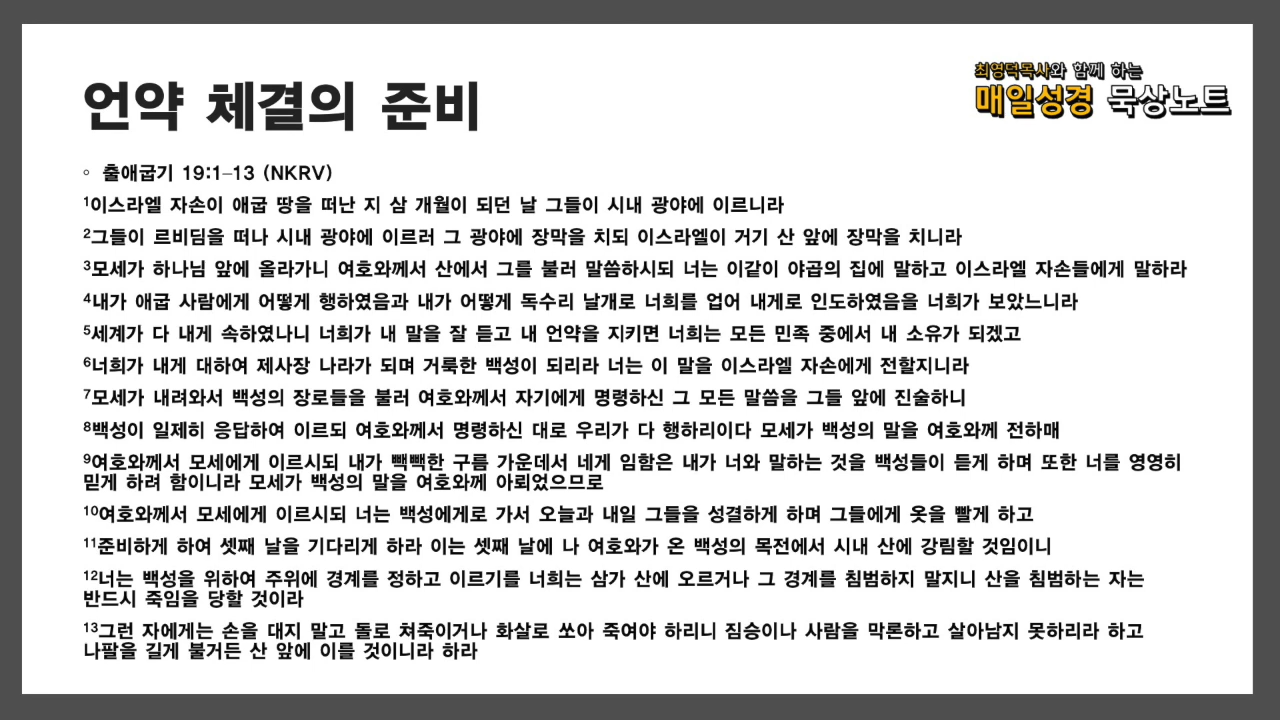 최영덕목사와 함께 하는
매일성경 묵상노트
언약 체결의 준비
◦ 출애굽기 19:1–13 (NKRV)
¹이스라엘 자손이 애굽 땅을 떠난 지 삼 개월이 되던 날 그들이 시내 광야에 이르니라
²그들이 르비딤을 떠나 시내 광야에 이르러 그 광야에 장막을 치되 이스라엘이 거기 산 앞에 장막을 치니라
³모세가 하나님 앞에 올라가니 여호와께서 산에서 그를 불러 말씀하시되 너는 이같이 야곱의 집에 말하고 이스라엘 자손들에게 말하라
⁴내가 애굽 사람에게 어떻게 행하였음과 내가 어떻게 독수리 날개로 너희를 업어 내게로 인도하였음을 너희가 보았느니라
⁵세계가 다 내게 속하였나니 너희가 내 말을 잘 듣고 내 언약을 지키면 너희는 모든 민족 중에서 내 소유가 되겠고
⁶너희가 내게 대하여 제사장 나라가 되며 거룩한 백성이 되리라 너는 이 말을 이스라엘 자손에게 전할지니라
⁷모세가 내려와서 백성의 장로들을 불러 여호와께서 자기에게 명령하신 그 모든 말씀을 그들 앞에 진술하니
⁸백성이 일제히 응답하여 이르되 여호와께서 명령하신 대로 우리가 다 행하리이다 모세가 백성의 말을 여호와께 전하매
⁹여호와께서 모세에게 이르시되 내가 빽빽한 구름 가운데서 네게 임함은 내가 너와 말하는 것을 백성들이 듣게 하며 또한 너를 영영히
믿게 하려 함이니라 모세가 백성의 말을 여호와께 아뢰었으므로
¹⁰여호와께서 모세에게 이르시되 너는 백성에게로 가서 오늘과 내일 그들을 성결하게 하며 그들에게 옷을 빨게 하고
¹¹준비하게 하여 셋째 날을 기다리게 하라 이는 셋째 날에 나 여호와가 온 백성의 목전에서 시내 산에 강림할 것임이니
¹²너는 백성을 위하여 주위에 경계를 정하고 이르기를 너희는 삼가 산에 오르거나 그 경계를 침범하지 말지니 산을 침범하는 자는
반드시 죽임을 당할 것이라
¹³그런 자에게는 손을 대지 말고 돌로 쳐죽이거나 화살로 쏘아 죽여야 하리니 짐승이나 사람을 막론하고 살아남지 못하리라 하고
나팔을 길게 불거든 산 앞에 이를 것이니라 하라